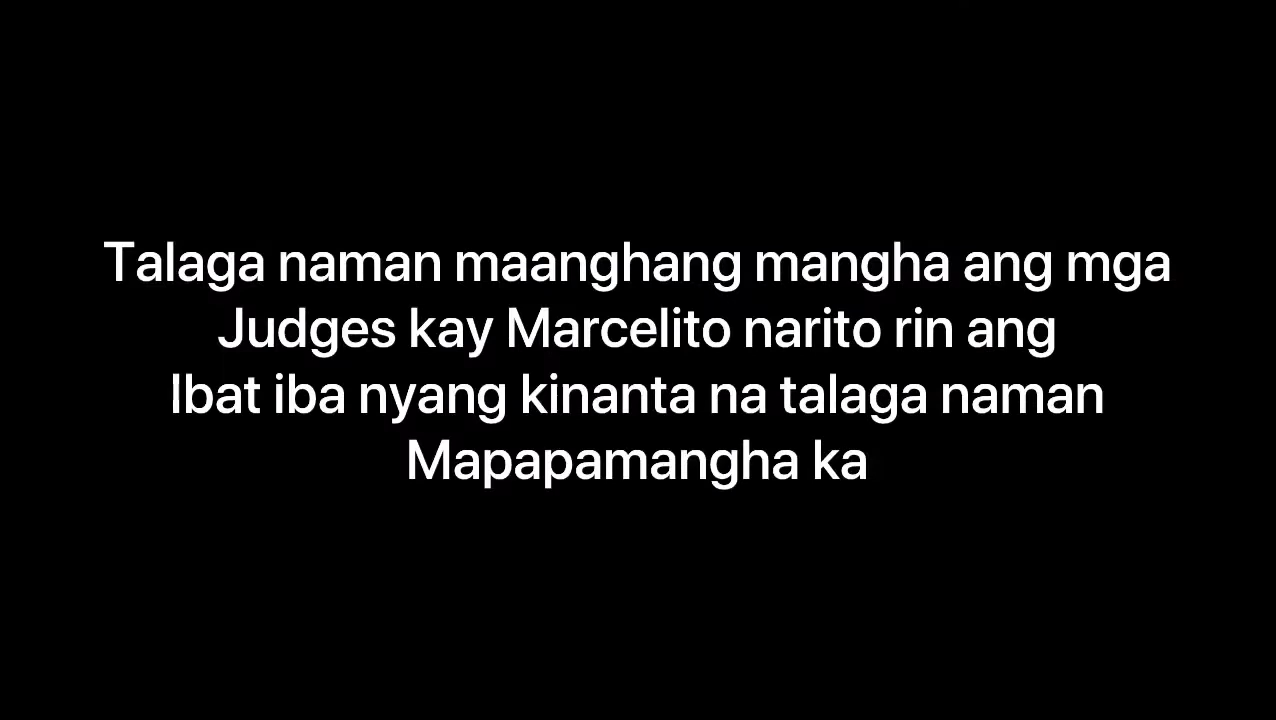 Talaga naman maanghang mangha ang mga
Judges kay Marcelito narito rin ang
Ibat iba nyang kinanta na talaga naman
Mapapamangha ka